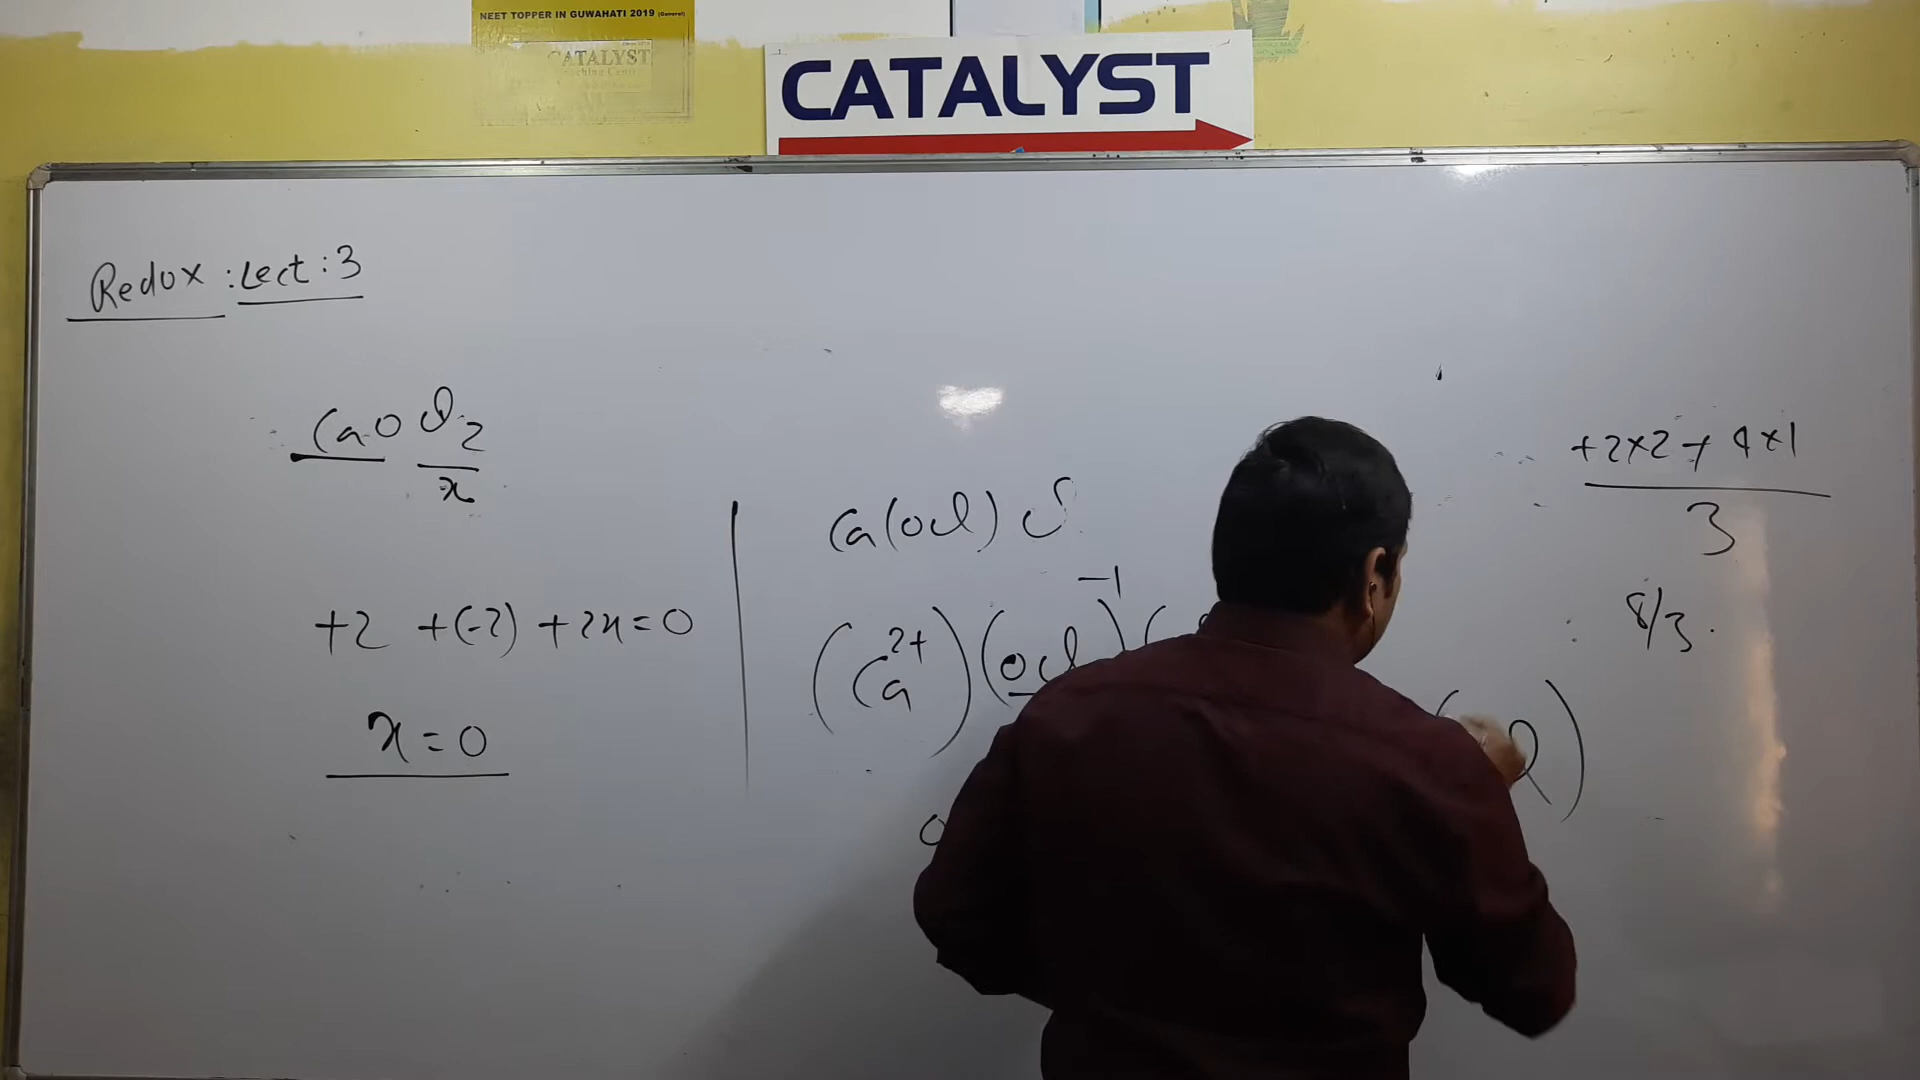 NEET TOPPER IN GUWAHATI 2019 (General)
CATALYST
CATALYST
Redox : Lect : 3
CaOCl2
x
+2 +(-2) +2x=0
x=0
Ca(OCl)Cl
(Ca2+)(OCl)-1(
+2×2+4×1
3
8/3.